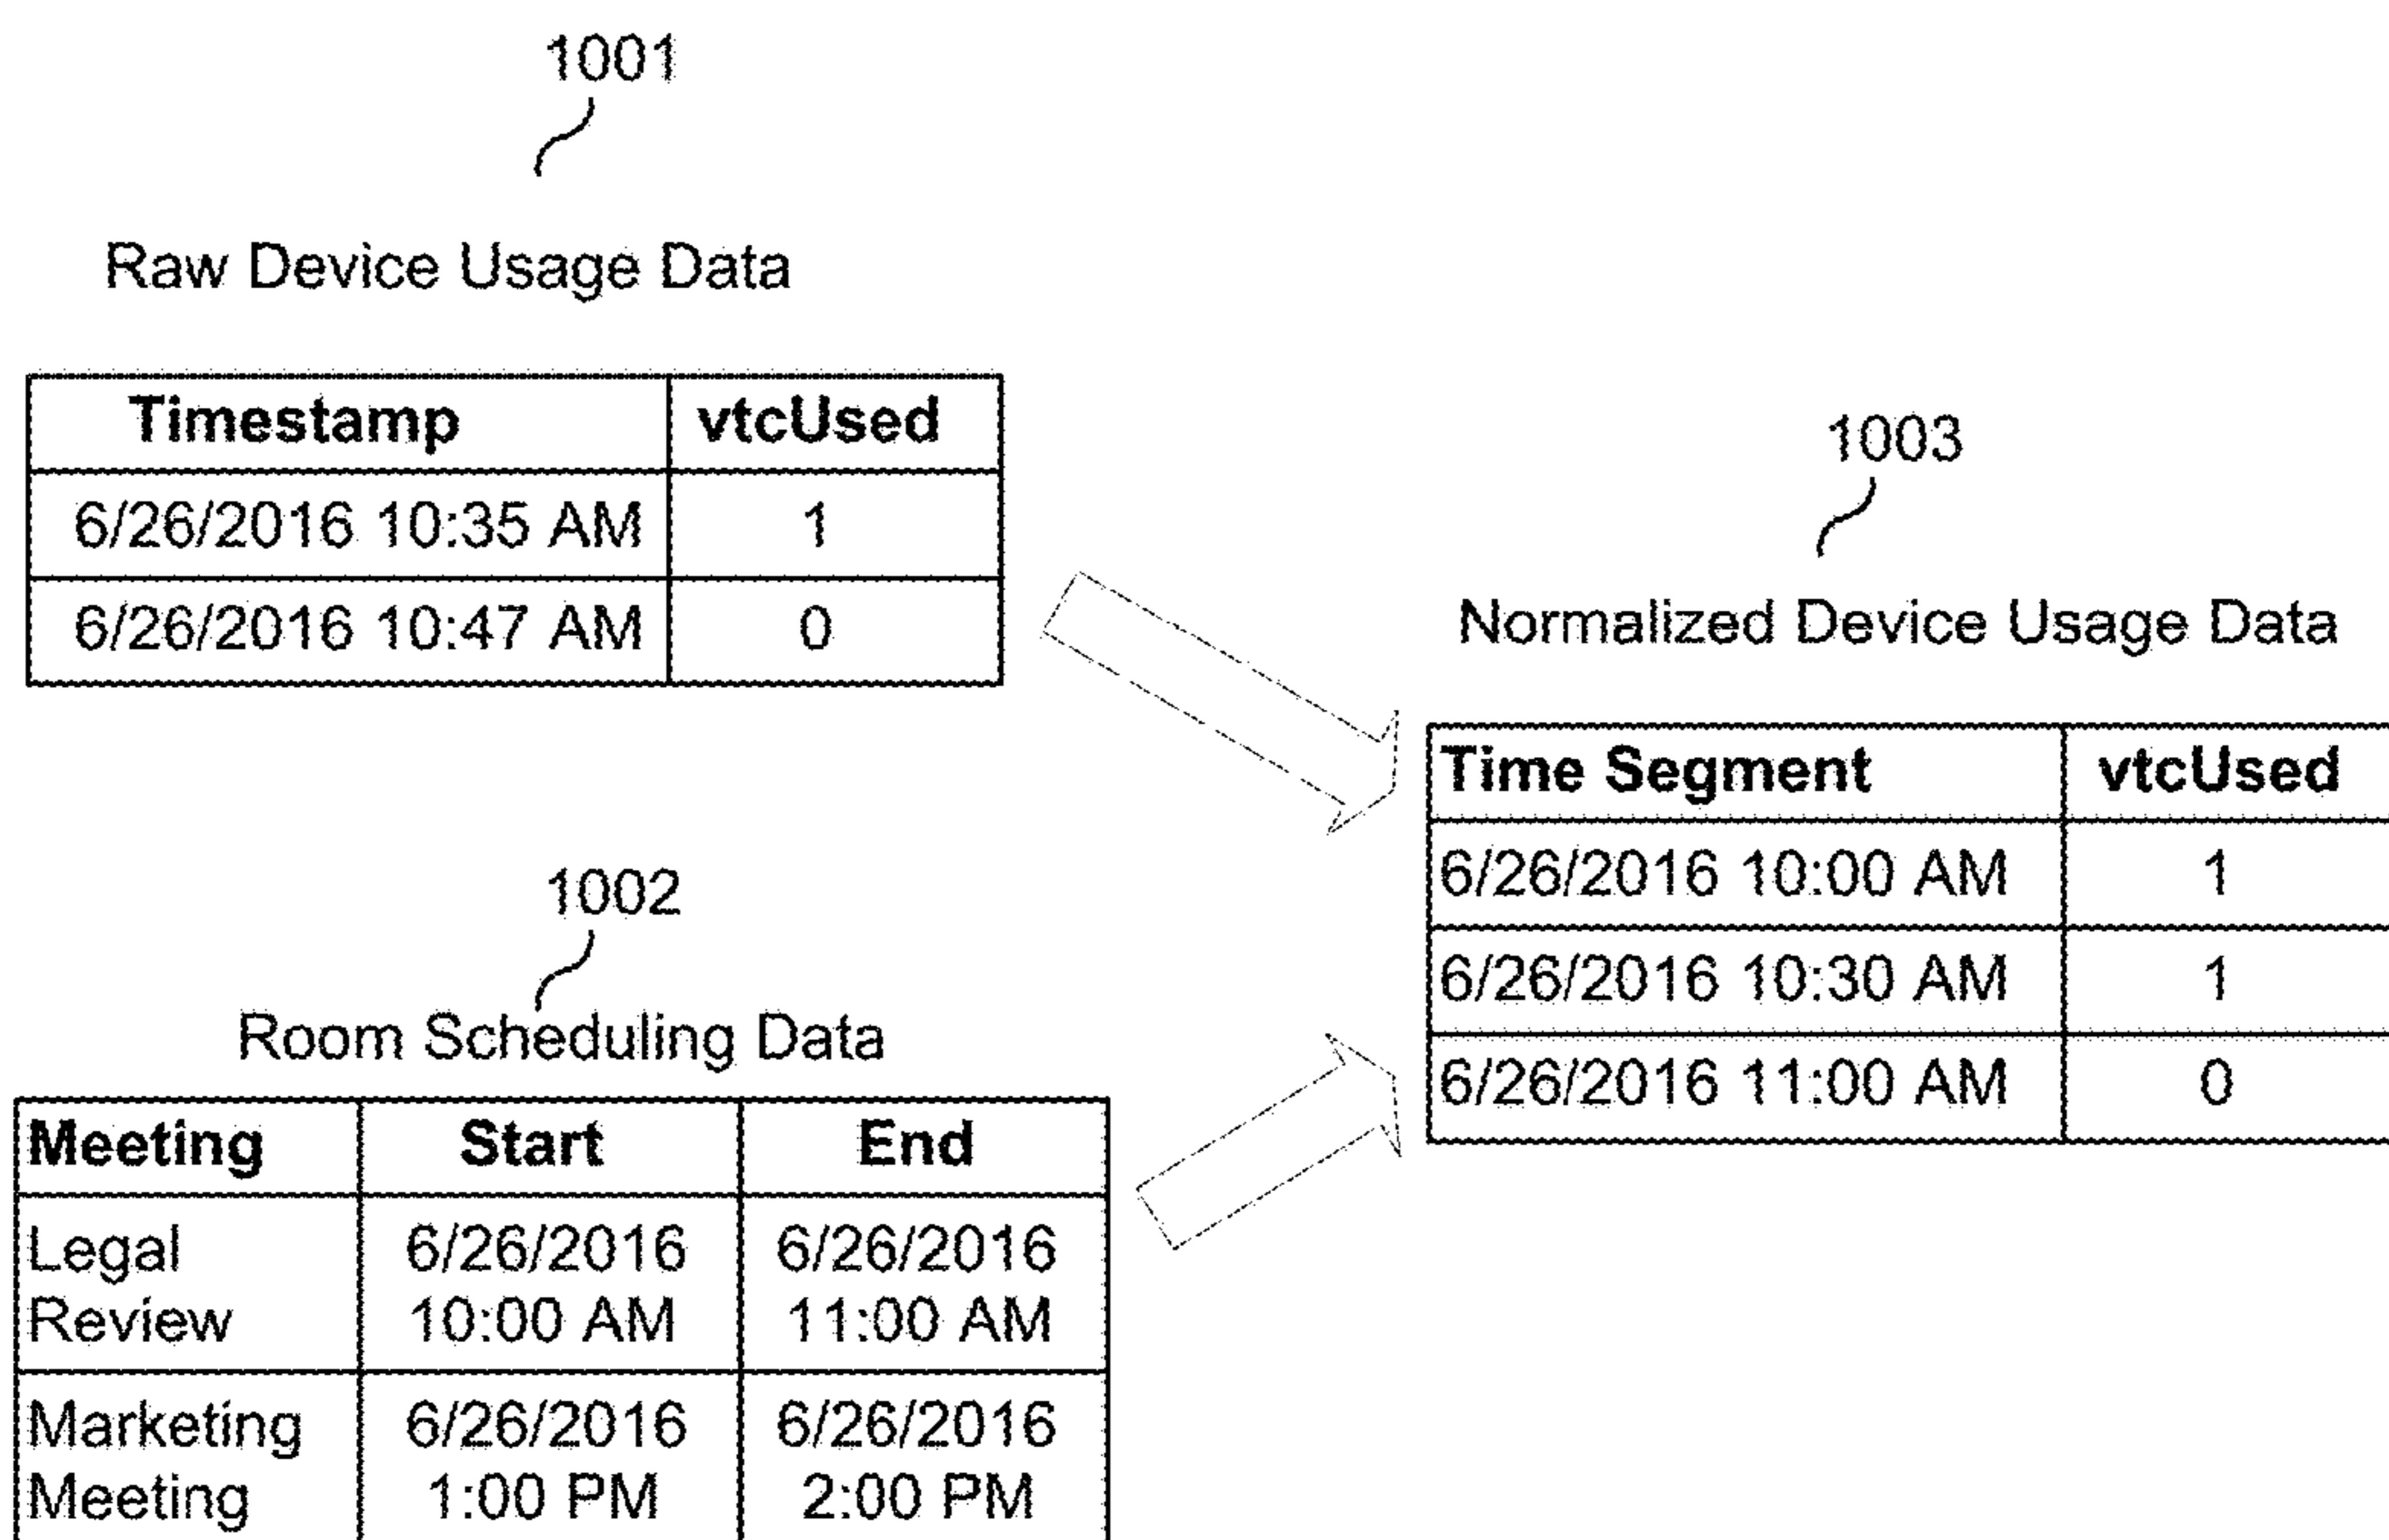 1001
Raw Device Usage Data
Timestamp vtcUsed
6/26/2016 10:35 AM 1
6/26/2016 10:47 AM 0
1002
Room Scheduling Data
Meeting Start End
Legal 6/26/2016 6/26/2016
Review 10:00 AM 11:00 AM
Marketing 6/26/2016 6/26/2016
Meeting 1:00 PM 2:00 PM
1003
Normalized Device Usage Data
Time Segment vtcUsed
6/26/2016 10:00 AM 1
6/26/2016 10:30 AM 1
6/26/2016 11:00 AM 0